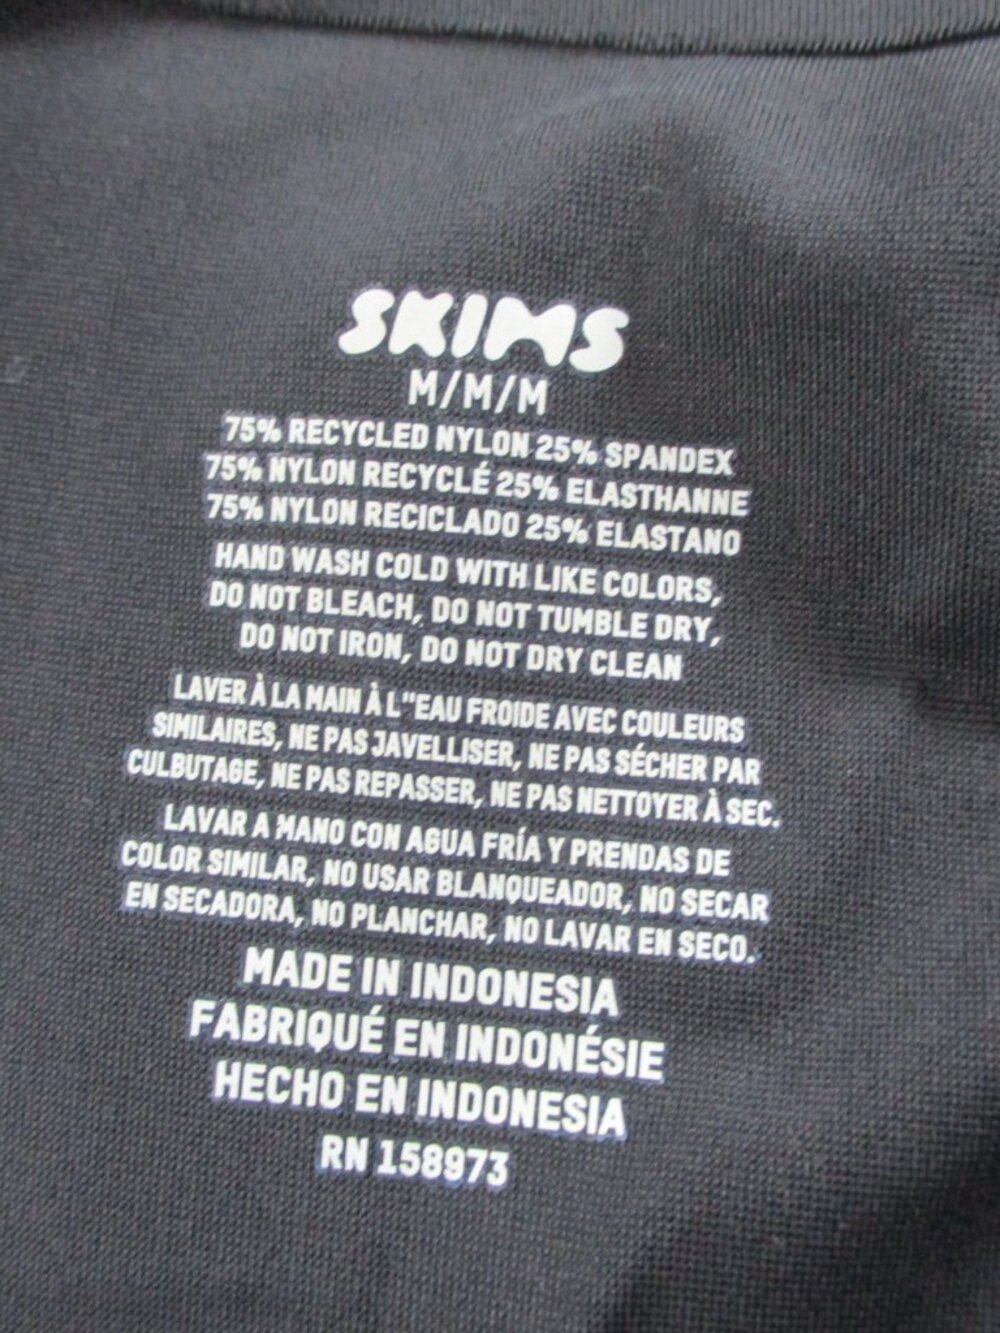 SKIMS
M/M/M
75% RECYCLED NYLON 25% SPANDEX
75% NYLON RECYCLÉ 25% ELASTHANNE
75% NYLON RECICLADO 25% ELASTANO
HAND WASH COLD WITH LIKE COLORS,
DO NOT BLEACH, DO NOT TUMBLE DRY,
DO NOT IRON, DO NOT DRY CLEAN
LAVER À LA MAIN À L"EAU FROIDE AVEC COULEURS
SIMILAIRES, NE PAS JAVELLISER, NE PAS SÉCHER PAR
CULBUTAGE, NE PAS REPASSER, NE PAS NETTOYER À SEC.
LAVAR A MANO CON AGUA FRÍA Y PRENDAS DE
COLOR SIMILAR, NO USAR BLANQUEADOR, NO SECAR
EN SECADORA, NO PLANCHAR, NO LAVAR EN SECO.
MADE IN INDONESIA
FABRIQUÉ EN INDONÉSIE
HECHO EN INDONESIA
RN 158973